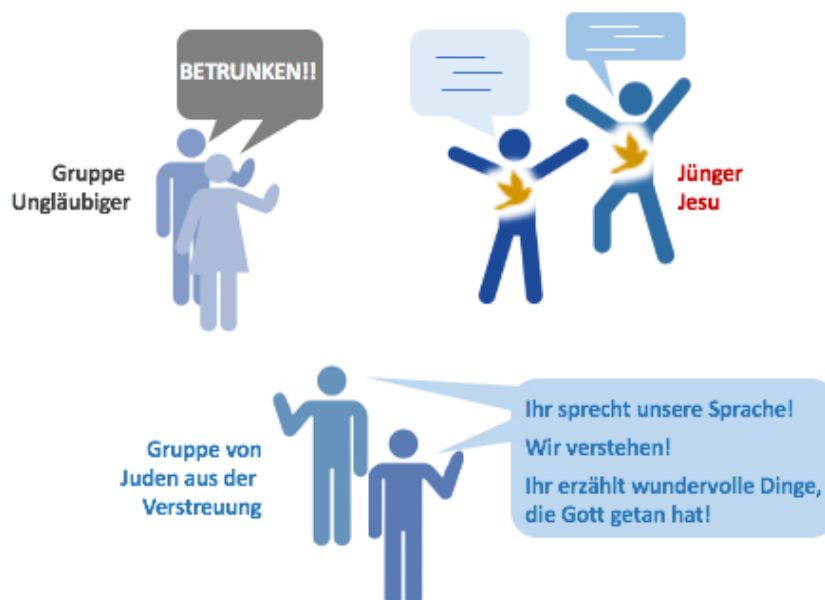 BETRUNKEN!!
Gruppe
Ungläubiger
Jünger
Jesu
Gruppe von
Juden aus der
Verstreuung
Ihr sprecht unsere Sprache!
Wir verstehen!
Ihr erzählt wundervolle Dinge,
die Gott getan hat!